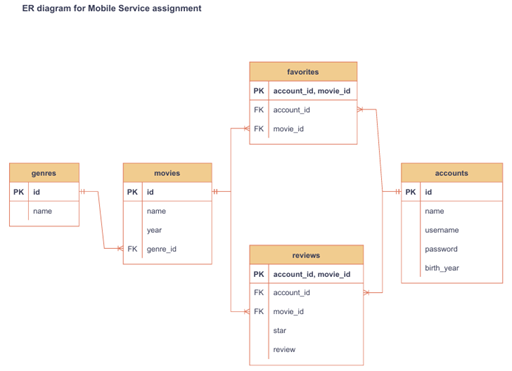 ER diagram for Mobile Service assignment
favorites
PK account_id, movie_id
FK account_id
FK movie_id
genres
PK id
name
movies
PK id
name
year
FK genre_id
accounts
PK id
name
username
password
birth_year
reviews
PK account_id, movie_id
FK account_id
FK movie_id
star
review